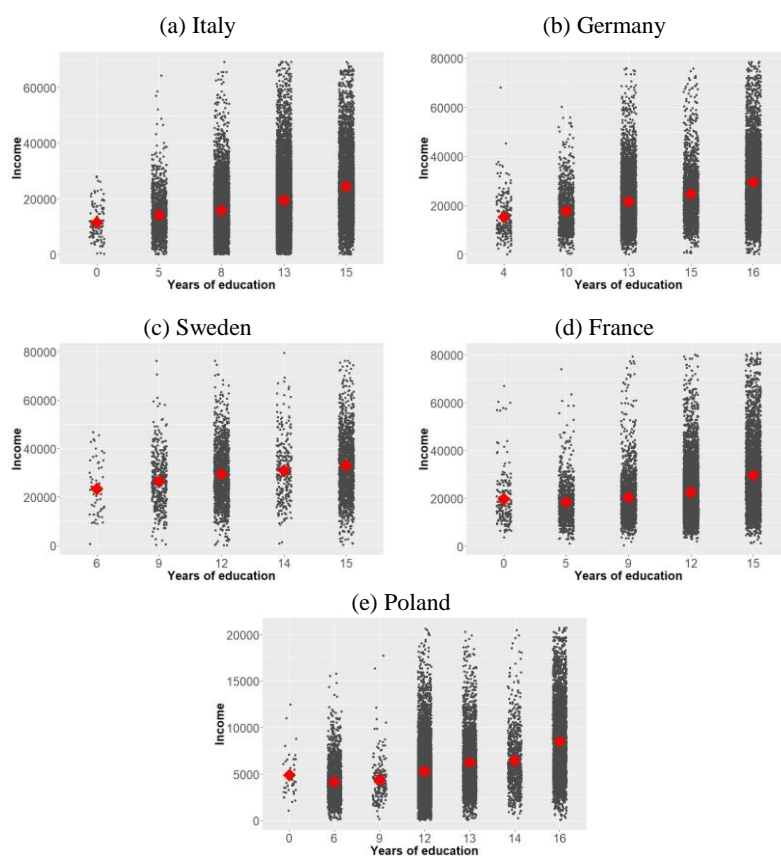 (a) Italy
Income
60000
40000
20000
0
0 5 8 13 15
Years of education
(b) Germany
Income
80000
60000
40000
20000
0
4 10 13 15 16
Years of education
(c) Sweden
Income
80000
60000
40000
20000
0
6 9 12 14 15
Years of education
(d) France
Income
80000
60000
40000
20000
0
0 5 9 12 15
Years of education
(e) Poland
Income
20000
15000
10000
5000
0
0 6 9 12 13 14 16
Years of education